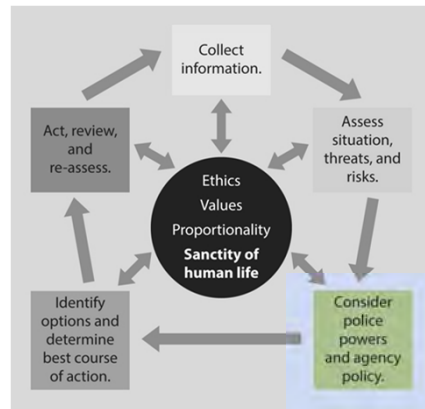 Collect
information.
Assess
situation,
threats, and
risks.
Consider
police
powers
and agency
policy.
Identify
options and
determine
best course
of action.
Act, review,
and
re-assess.
Ethics
Values
Proportionality
Sanctity of
human life